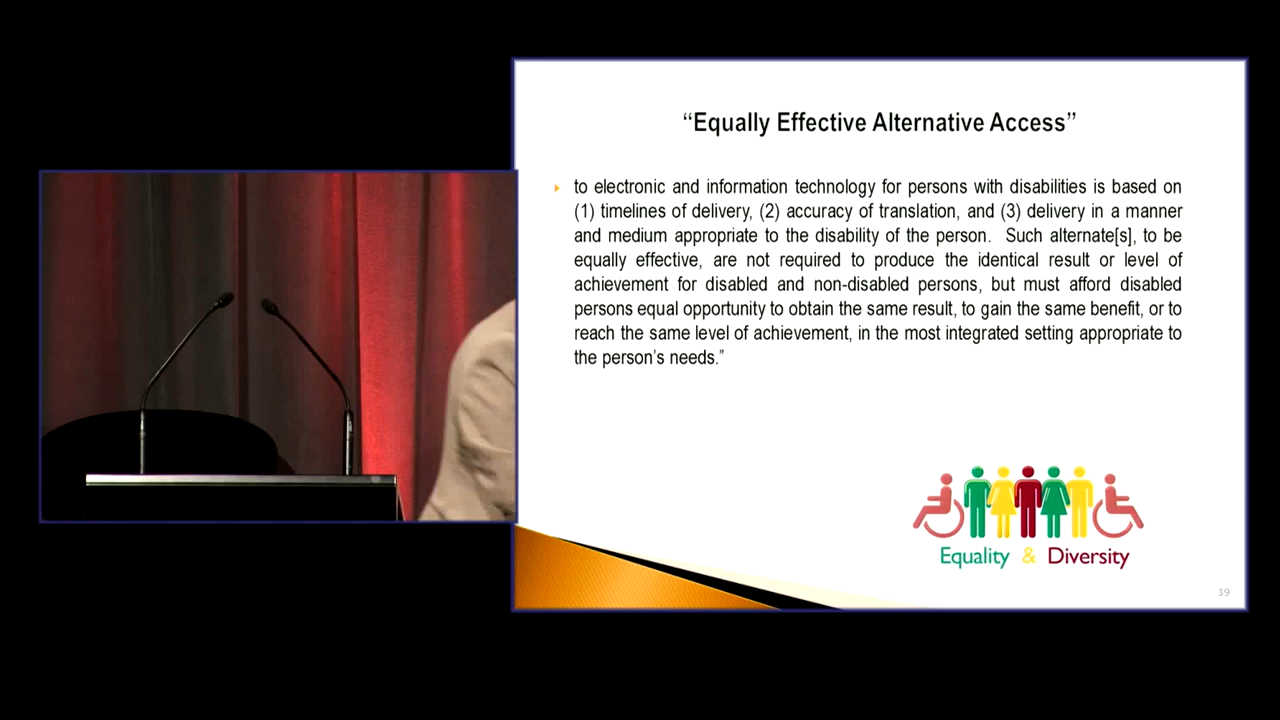 “Equally Effective Alternative Access”
to electronic and information technology for persons with disabilities is based on
(1) timelines of delivery, (2) accuracy of translation, and (3) delivery in a manner
and medium appropriate to the disability of the person. Such alternate[s], to be
equally effective, are not required to produce the identical result or level of
achievement for disabled and non-disabled persons, but must afford disabled
persons equal opportunity to obtain the same result, to gain the same benefit, or to
reach the same level of achievement, in the most integrated setting appropriate to
the person’s needs.”
Equality & Diversity
39